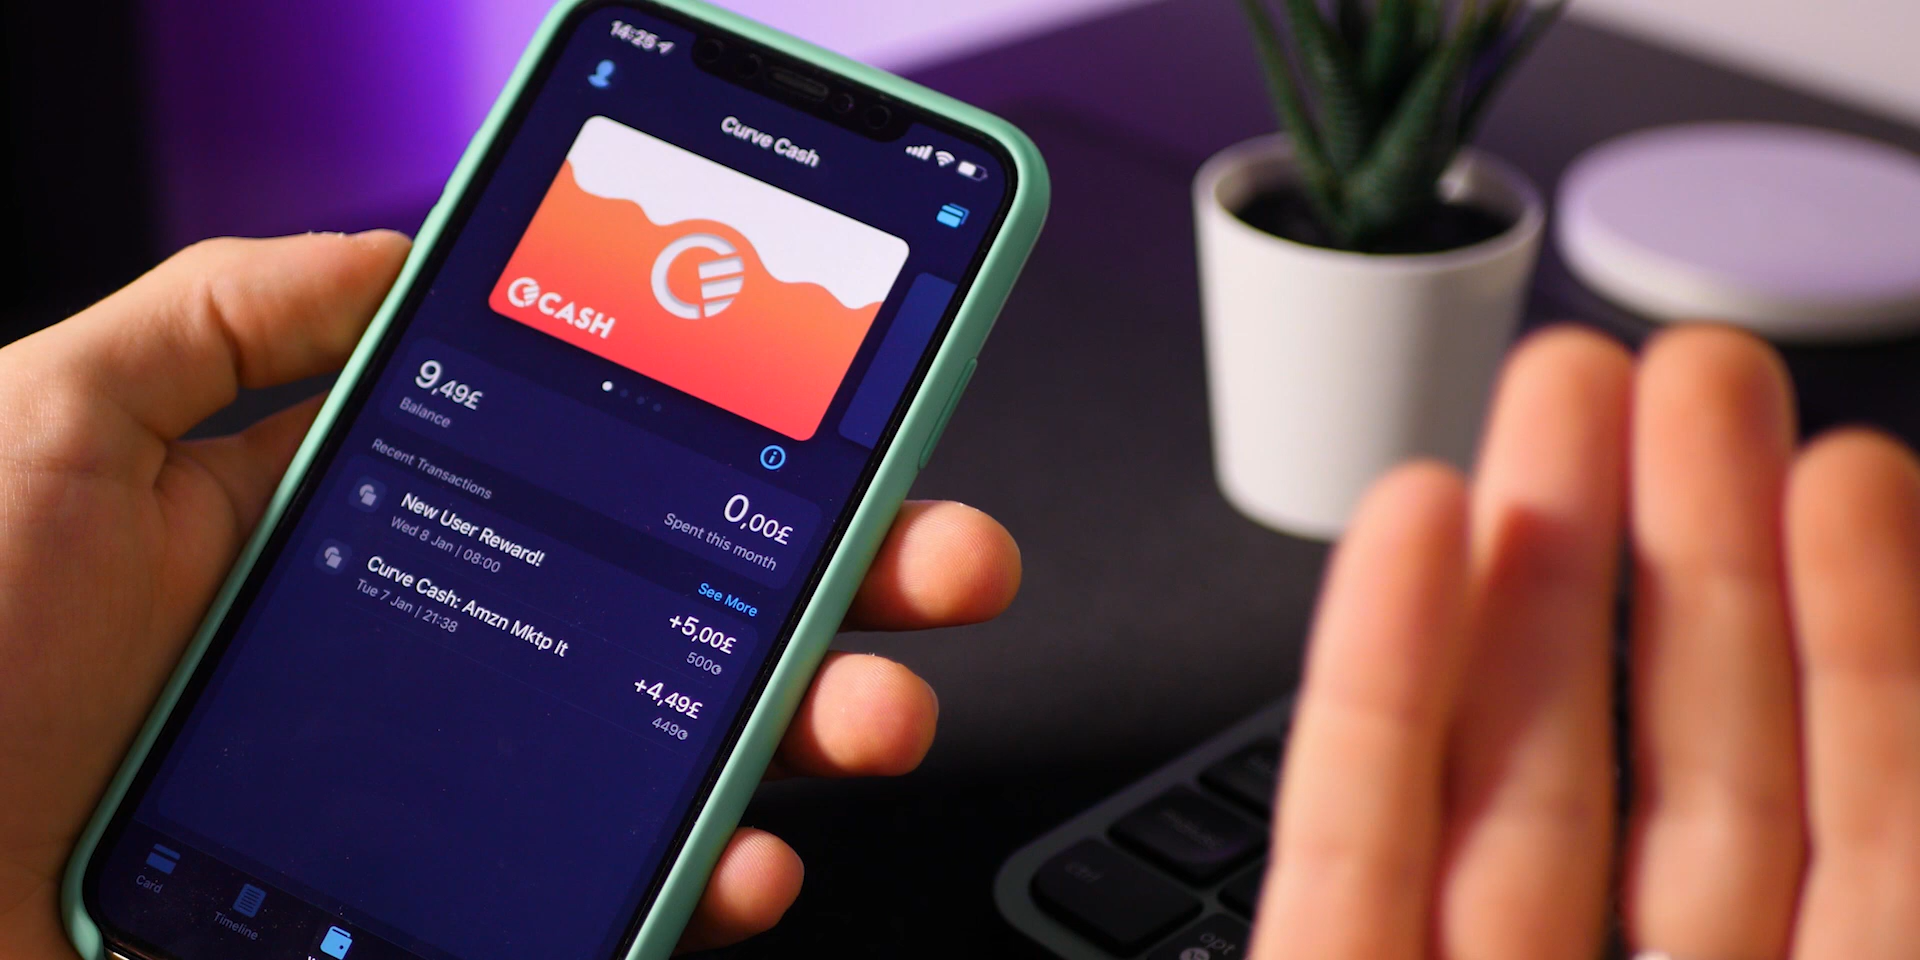 14:25
Curve Cash
CASH
9,49£
Balance
0,00£
Spent this month
Recent Transactions
See More
New User Reward!
Wed 8 Jan | 08:00
+5,00£
500
Curve Cash: Amzn Mktp It
Tue 7 Jan | 21:38
+4,49£
449
Card
Timeline
ctrl
opt